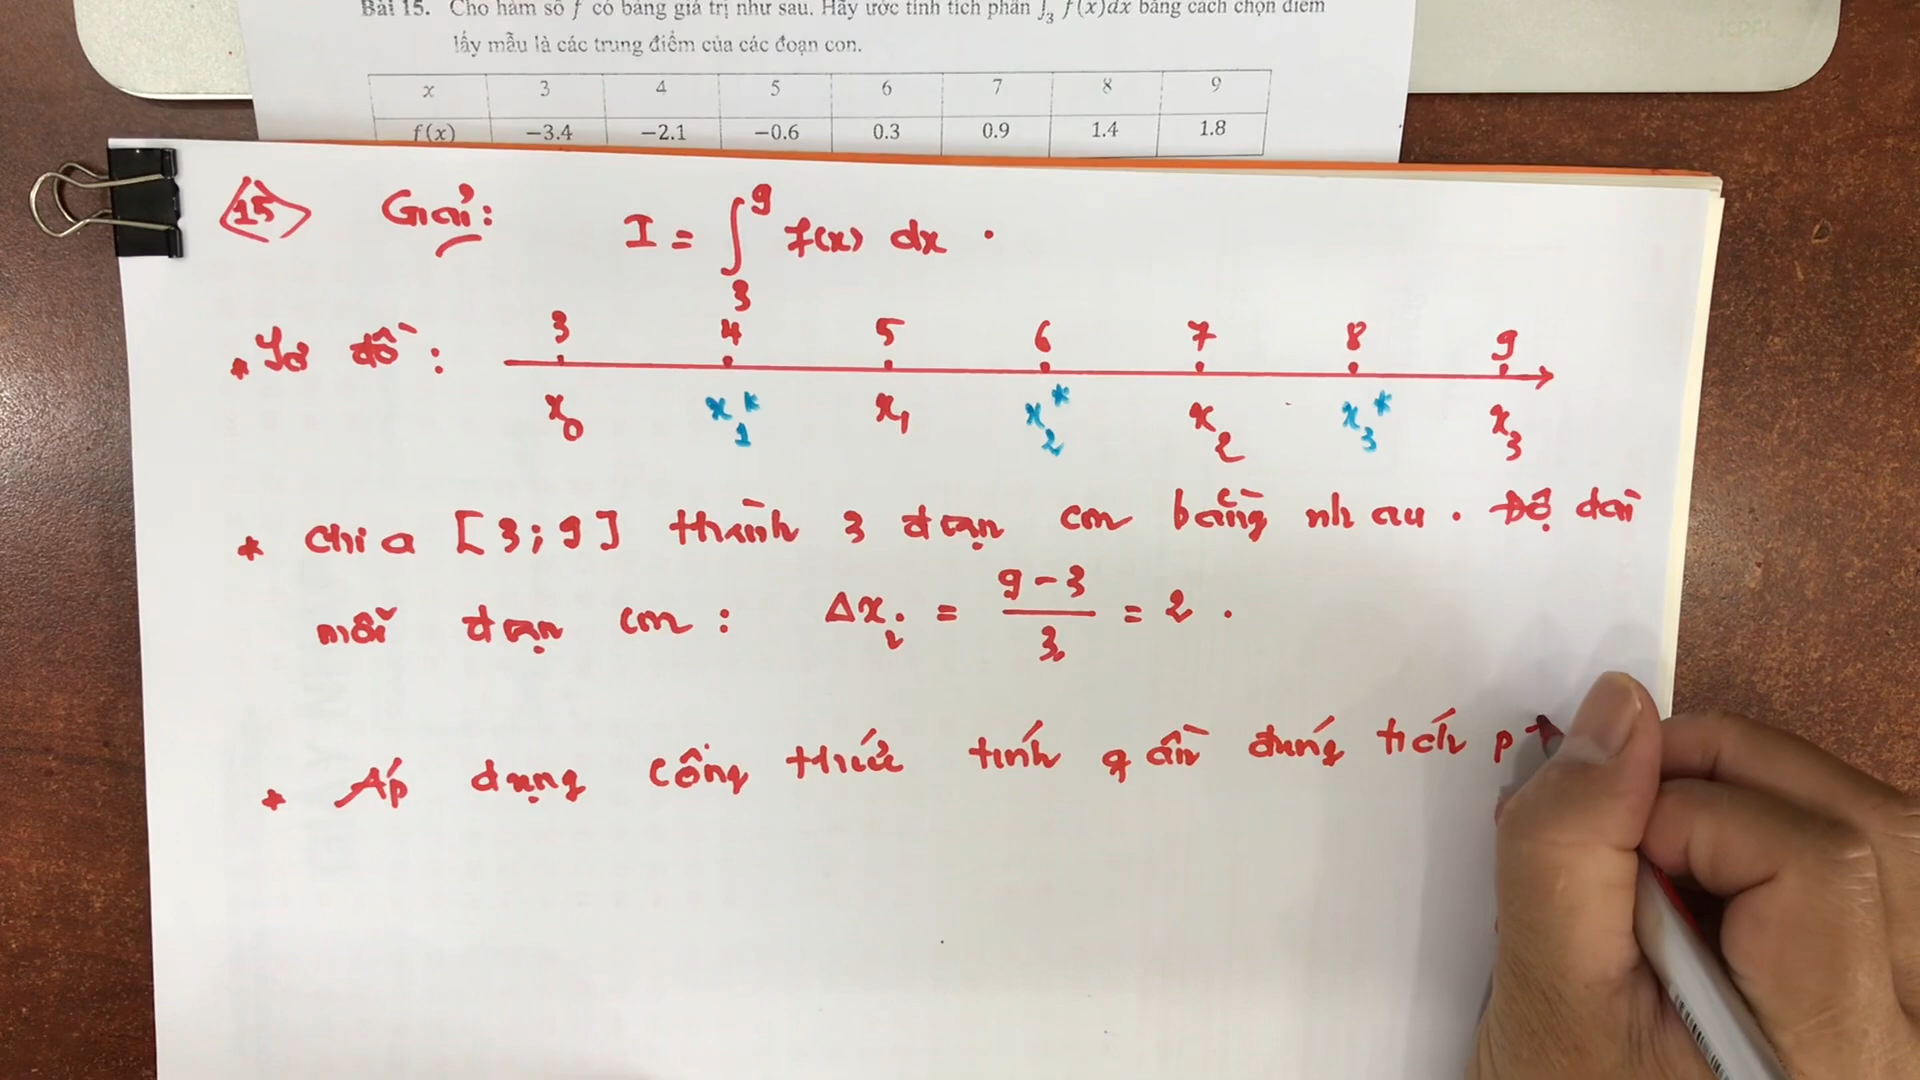 Bài 15. Cho hàm số f có bảng giá trị như sau. Hãy ước tính tích phân ∫₃ f(x)dx bằng cách chọn điểm
lấy mẫu là các trung điểm của các đoạn con.
x 3 4 5 6 7 8 9
f(x) −3.4 −2.1 −0.6 0.3 0.9 1.4 1.8
15 Giải: I = ∫₃⁹ f(x) dx .
* Sơ đồ: 3 4 5 6 7 8 9
x₀ x₁* x₁ x₂* x₂ x₃* x₃
* Chia [3; 9] thành 3 đoạn con bằng nhau. Độ dài
mỗi đoạn con: Δxᵢ = (9 − 3)/3 = 2 .
* Áp dụng công thức tính gần đúng tích p